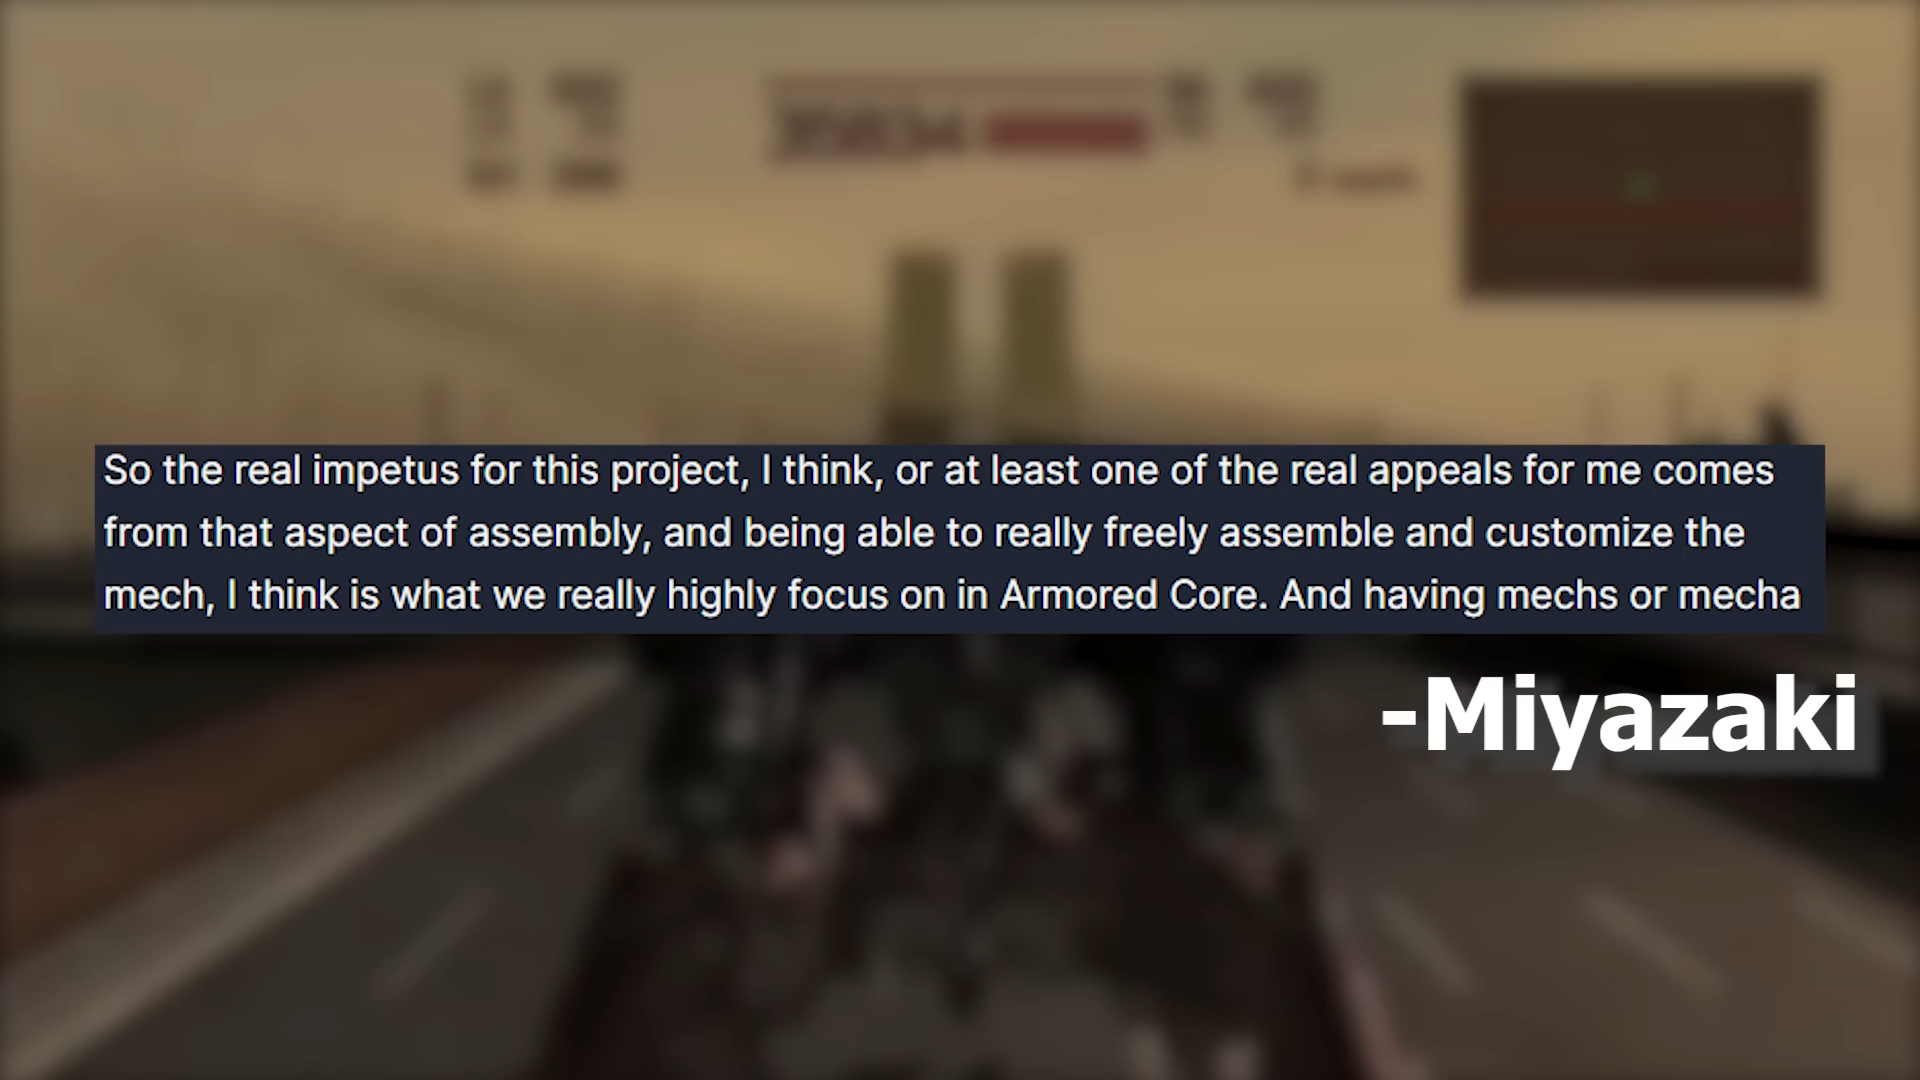 So the real impetus for this project, I think, or at least one of the real appeals for me comes
from that aspect of assembly, and being able to really freely assemble and customize the
mech, I think is what we really highly focus on in Armored Core. And having mechs or mecha
-Miyazaki